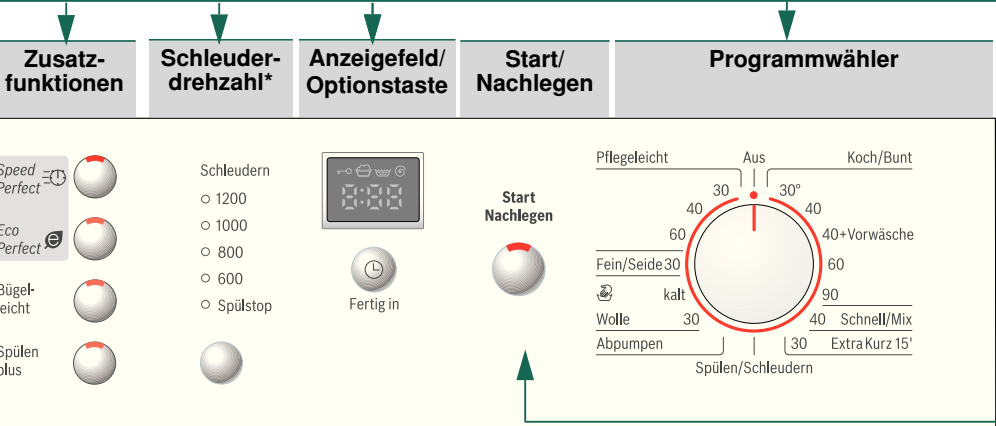 Zusatz-
funktionen
Schleuder-
drehzahl*
Anzeigefeld/
Optionstaste
Start/
Nachlegen
Programmwähler
Speed
Perfect
Eco
Perfect
Bügel-
leicht
Spülen
plus
Schleudern
1200
1000
800
600
Spülstop
8:88
Fertig in
Start
Nachlegen
Pflegeleicht
Aus
Koch/Bunt
30
30°
40
40
60
40+Vorwäsche
Fein/Seide 30
60
kalt
90
Wolle 30
40 Schnell/Mix
Abpumpen
30 Extra Kurz 15'
Spülen/Schleudern